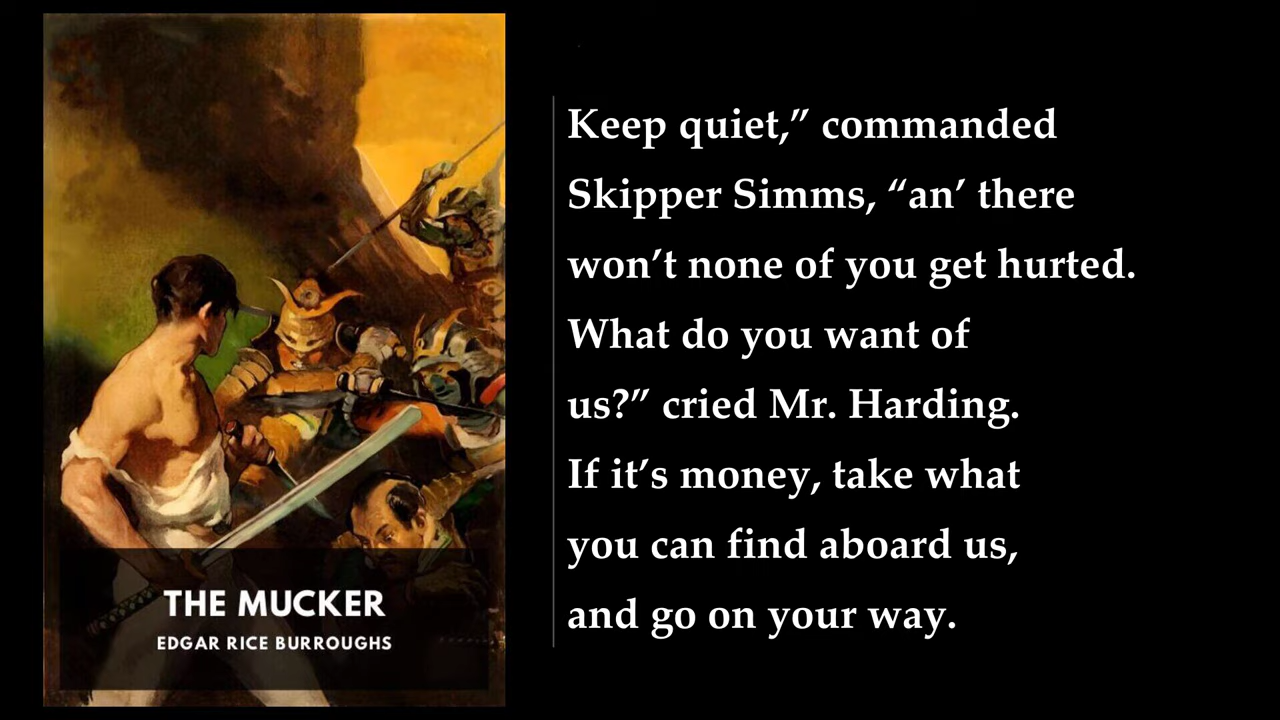 THE MUCKER
EDGAR RICE BURROUGHS
Keep quiet,” commanded
Skipper Simms, “an’ there
won’t none of you get hurted.
What do you want of
us?” cried Mr. Harding.
If it’s money, take what
you can find aboard us,
and go on your way.